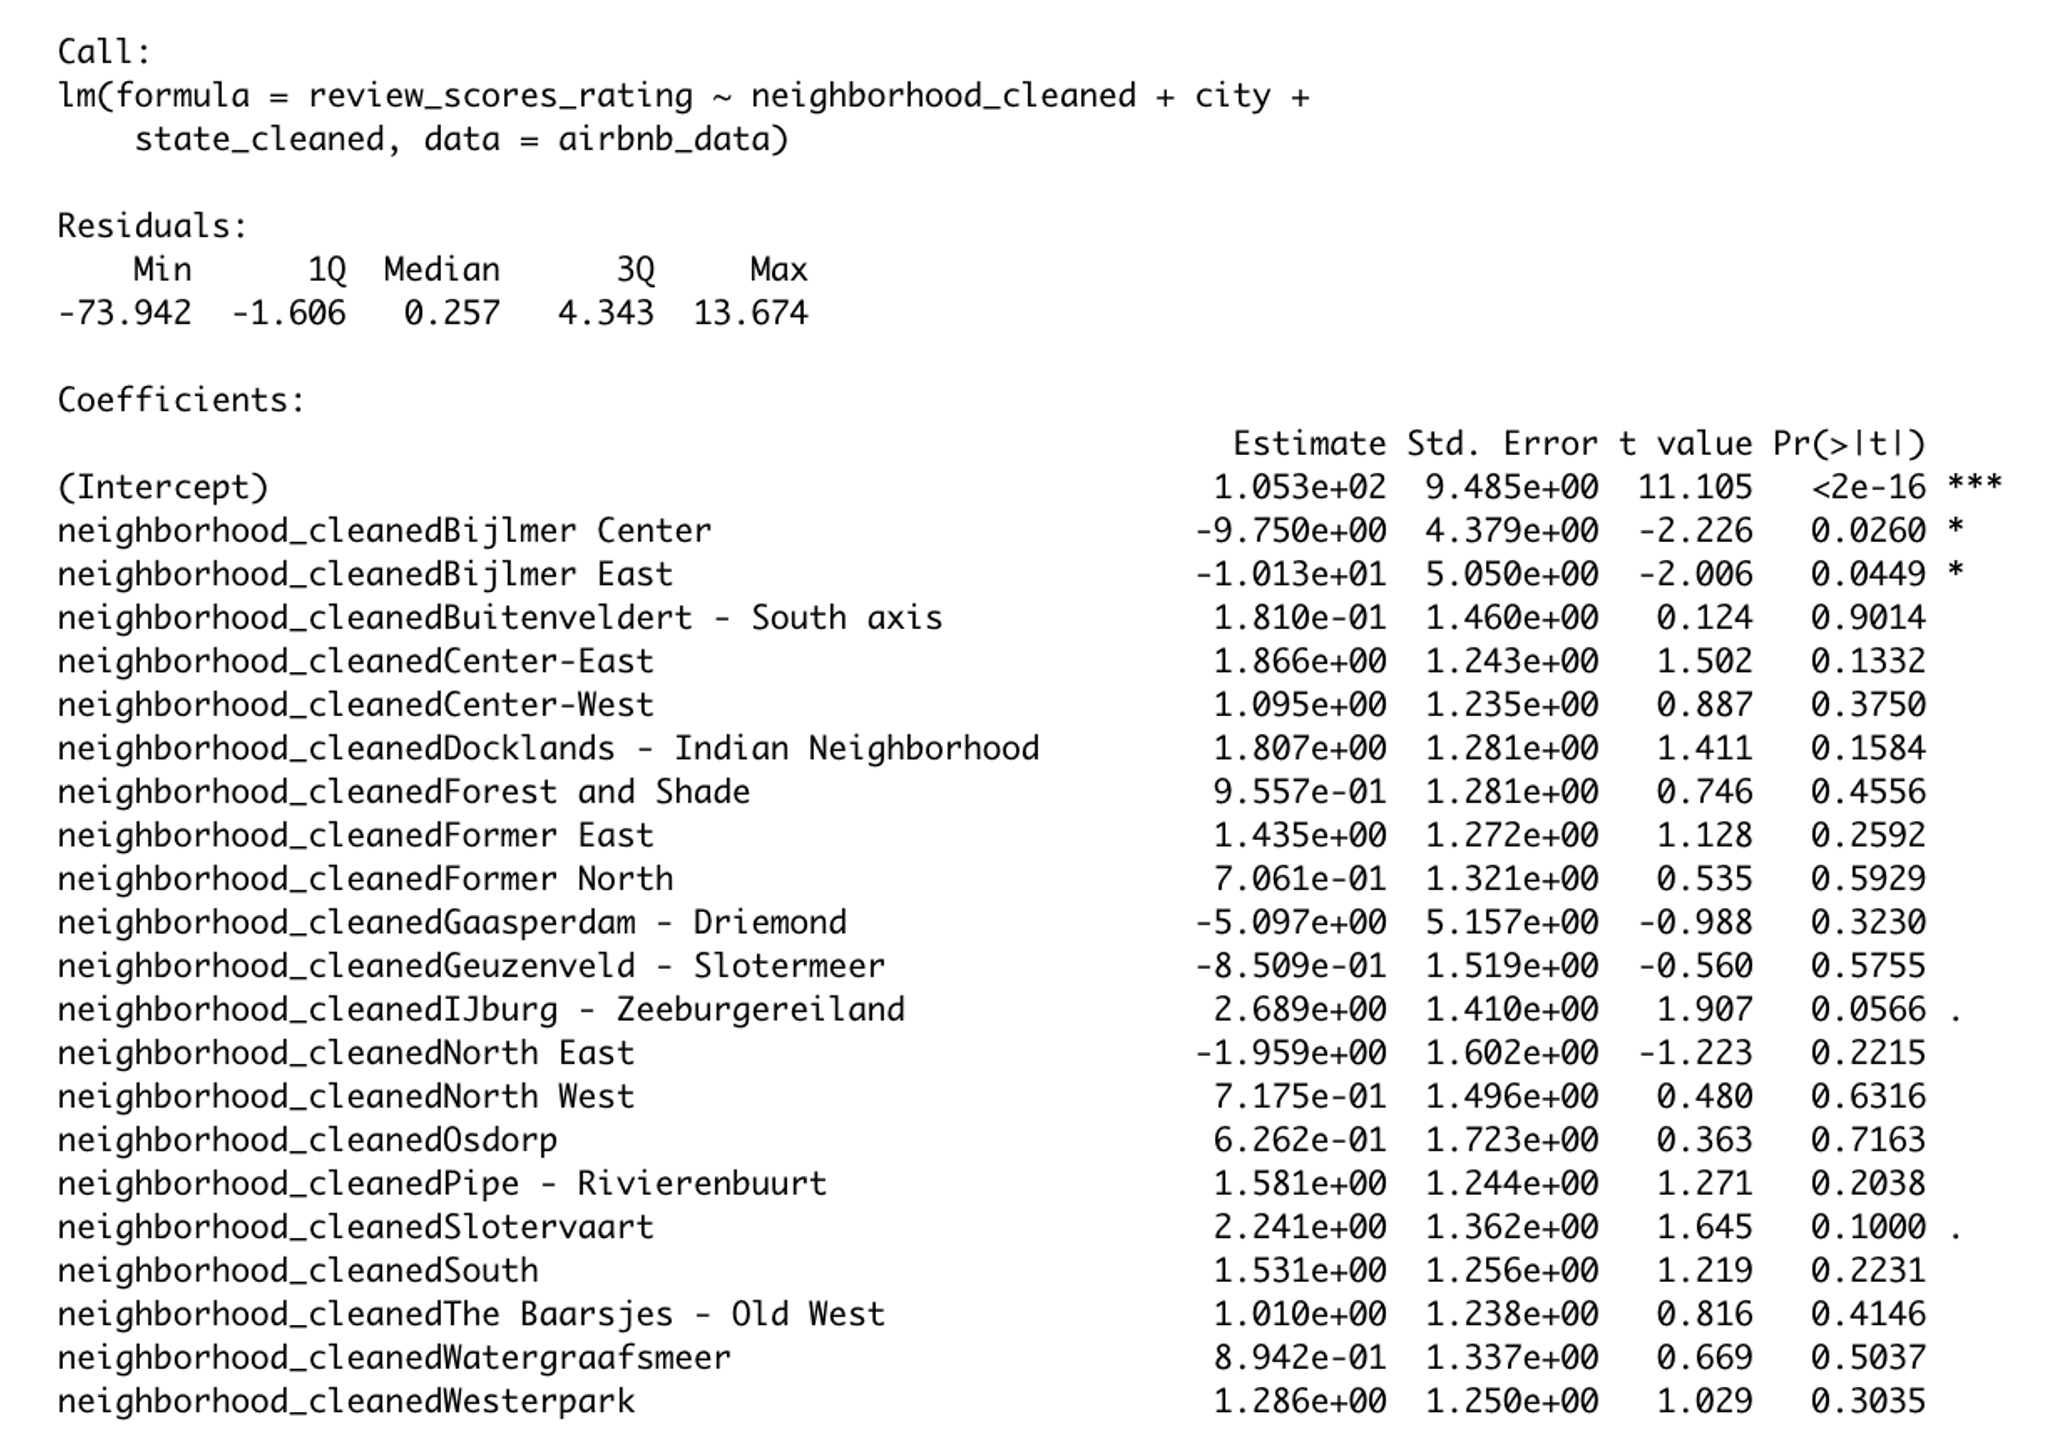 Call:
lm(formula = review_scores_rating ~ neighborhood_cleaned + city +
    state_cleaned, data = airbnb_data)

Residuals:
    Min      1Q  Median      3Q     Max
-73.942  -1.606   0.257   4.343  13.674

Coefficients:
Estimate Std. Error t value Pr(>|t|)
(Intercept) 1.053e+02 9.485e+00 11.105 <2e-16 ***
neighborhood_cleanedBijlmer Center -9.750e+00 4.379e+00 -2.226 0.0260 *
neighborhood_cleanedBijlmer East -1.013e+01 5.050e+00 -2.006 0.0449 *
neighborhood_cleanedBuitenveldert - South axis 1.810e-01 1.460e+00 0.124 0.9014
neighborhood_cleanedCenter-East 1.866e+00 1.243e+00 1.502 0.1332
neighborhood_cleanedCenter-West 1.095e+00 1.235e+00 0.887 0.3750
neighborhood_cleanedDocklands - Indian Neighborhood 1.807e+00 1.281e+00 1.411 0.1584
neighborhood_cleanedForest and Shade 9.557e-01 1.281e+00 0.746 0.4556
neighborhood_cleanedFormer East 1.435e+00 1.272e+00 1.128 0.2592
neighborhood_cleanedFormer North 7.061e-01 1.321e+00 0.535 0.5929
neighborhood_cleanedGaasperdam - Driemond -5.097e+00 5.157e+00 -0.988 0.3230
neighborhood_cleanedGeuzenveld - Slotermeer -8.509e-01 1.519e+00 -0.560 0.5755
neighborhood_cleanedIJburg - Zeeburgereiland 2.689e+00 1.410e+00 1.907 0.0566 .
neighborhood_cleanedNorth East -1.959e+00 1.602e+00 -1.223 0.2215
neighborhood_cleanedNorth West 7.175e-01 1.496e+00 0.480 0.6316
neighborhood_cleanedOsdorp 6.262e-01 1.723e+00 0.363 0.7163
neighborhood_cleanedPipe - Rivierenbuurt 1.581e+00 1.244e+00 1.271 0.2038
neighborhood_cleanedSlotervaart 2.241e+00 1.362e+00 1.645 0.1000 .
neighborhood_cleanedSouth 1.531e+00 1.256e+00 1.219 0.2231
neighborhood_cleanedThe Baarsjes - Old West 1.010e+00 1.238e+00 0.816 0.4146
neighborhood_cleanedWatergraafsmeer 8.942e-01 1.337e+00 0.669 0.5037
neighborhood_cleanedWesterpark 1.286e+00 1.250e+00 1.029 0.3035